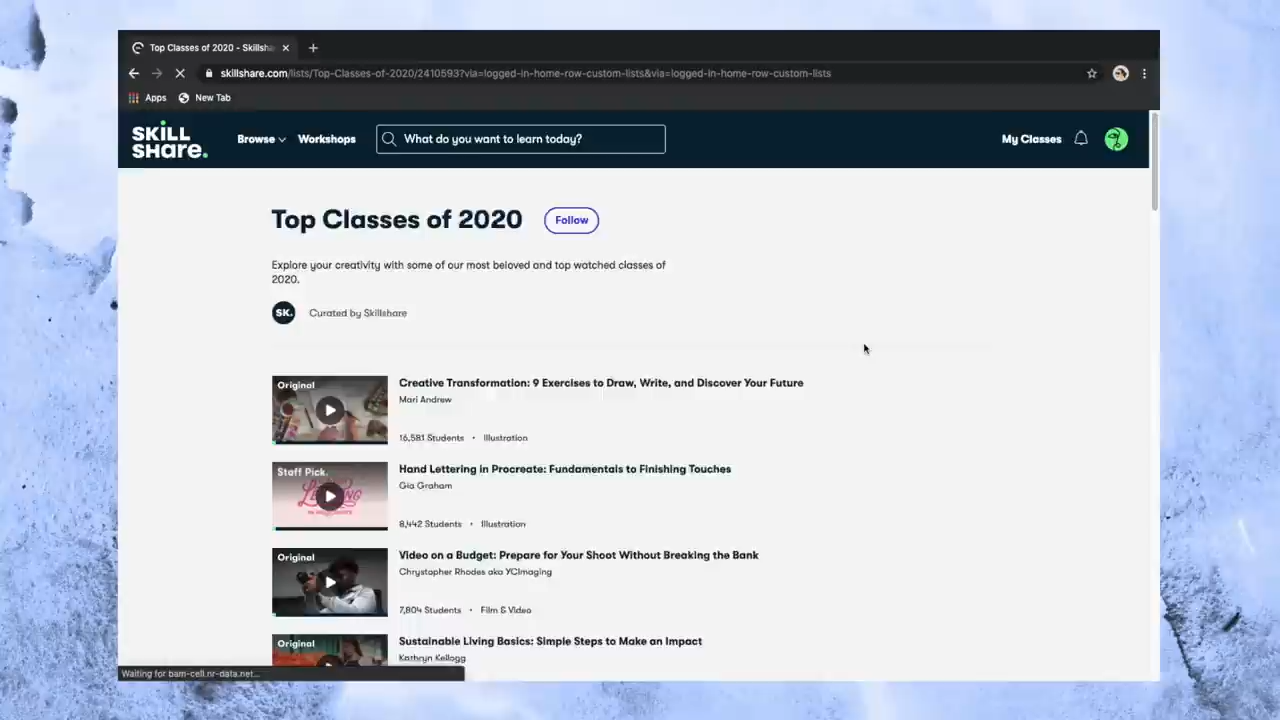 Top Classes of 2020 - Skillsha
skillshare.com/lists/Top-Classes-of-2020/2410593?via=logged-in-home-row-custom-lists&via=logged-in-home-row-custom-lists
Apps New Tab
SKILL
SHARE.
Browse Workshops What do you want to learn today? My Classes
Top Classes of 2020 Follow
Explore your creativity with some of our most beloved and top watched classes of
2020.
SK. Curated by Skillshare
Original
Creative Transformation: 9 Exercises to Draw, Write, and Discover Your Future
Mari Andrew
16,581 Students • Illustration
Staff Pick
Hand Lettering in Procreate: Fundamentals to Finishing Touches
Gia Graham
8,442 Students • Illustration
Original
Video on a Budget: Prepare for Your Shoot Without Breaking the Bank
Chrystopher Rhodes aka YCImaging
7,804 Students • Film & Video
Original
Sustainable Living Basics: Simple Steps to Make an Impact
Kathryn Kellogg
Waiting for bam-cell.nr-data.net...